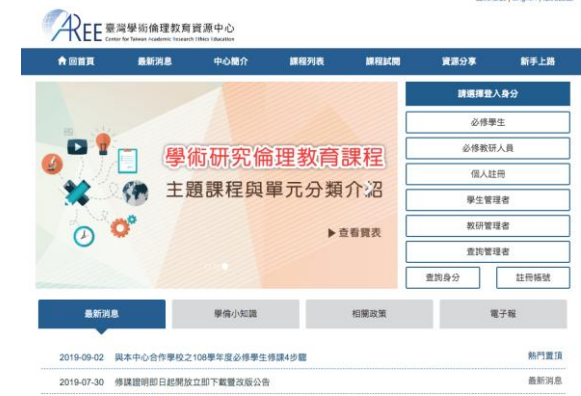 AREE 臺灣學術倫理教育資源中心
Center for Taiwan Academic Research Ethics Education
回首頁 最新消息 中心簡介 課程列表 課程試閱 資源分享 新手上路
學術研究倫理教育課程
主題課程與單元分類介紹
▶查看覽表
請選擇登入身分
必修學生
必修教研人員
個人註冊
學生管理者
教研管理者
查詢管理者
查詢身分 註冊帳號
最新消息 學倫小知識 相關政策 電子報
2019-09-02 與本中心合作學校之108學年度必修學生修課4步驟 熱門置頂
2019-07-30 修課證明即日起開放立即下載暨改版公告 最新消息